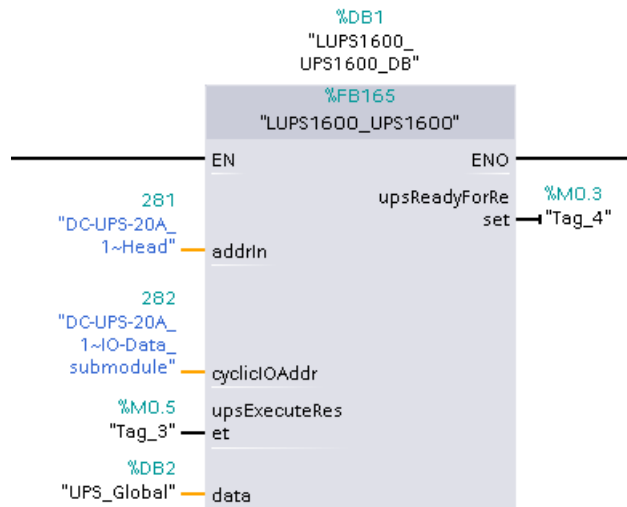 %DB1
"LUPS1600_
UPS1600_DB"
%FB165
"LUPS1600_UPS1600"
EN
ENO
281
"DC-UPS-20A_
1~Head"
addrIn
upsReadyForRe
set
%M0.3
"Tag_4"
282
"DC-UPS-20A_
1~IO-Data_
submodule"
cyclicIOAddr
%M0.5
"Tag_3"
upsExecuteRes
et
%DB2
"UPS_Global"
data